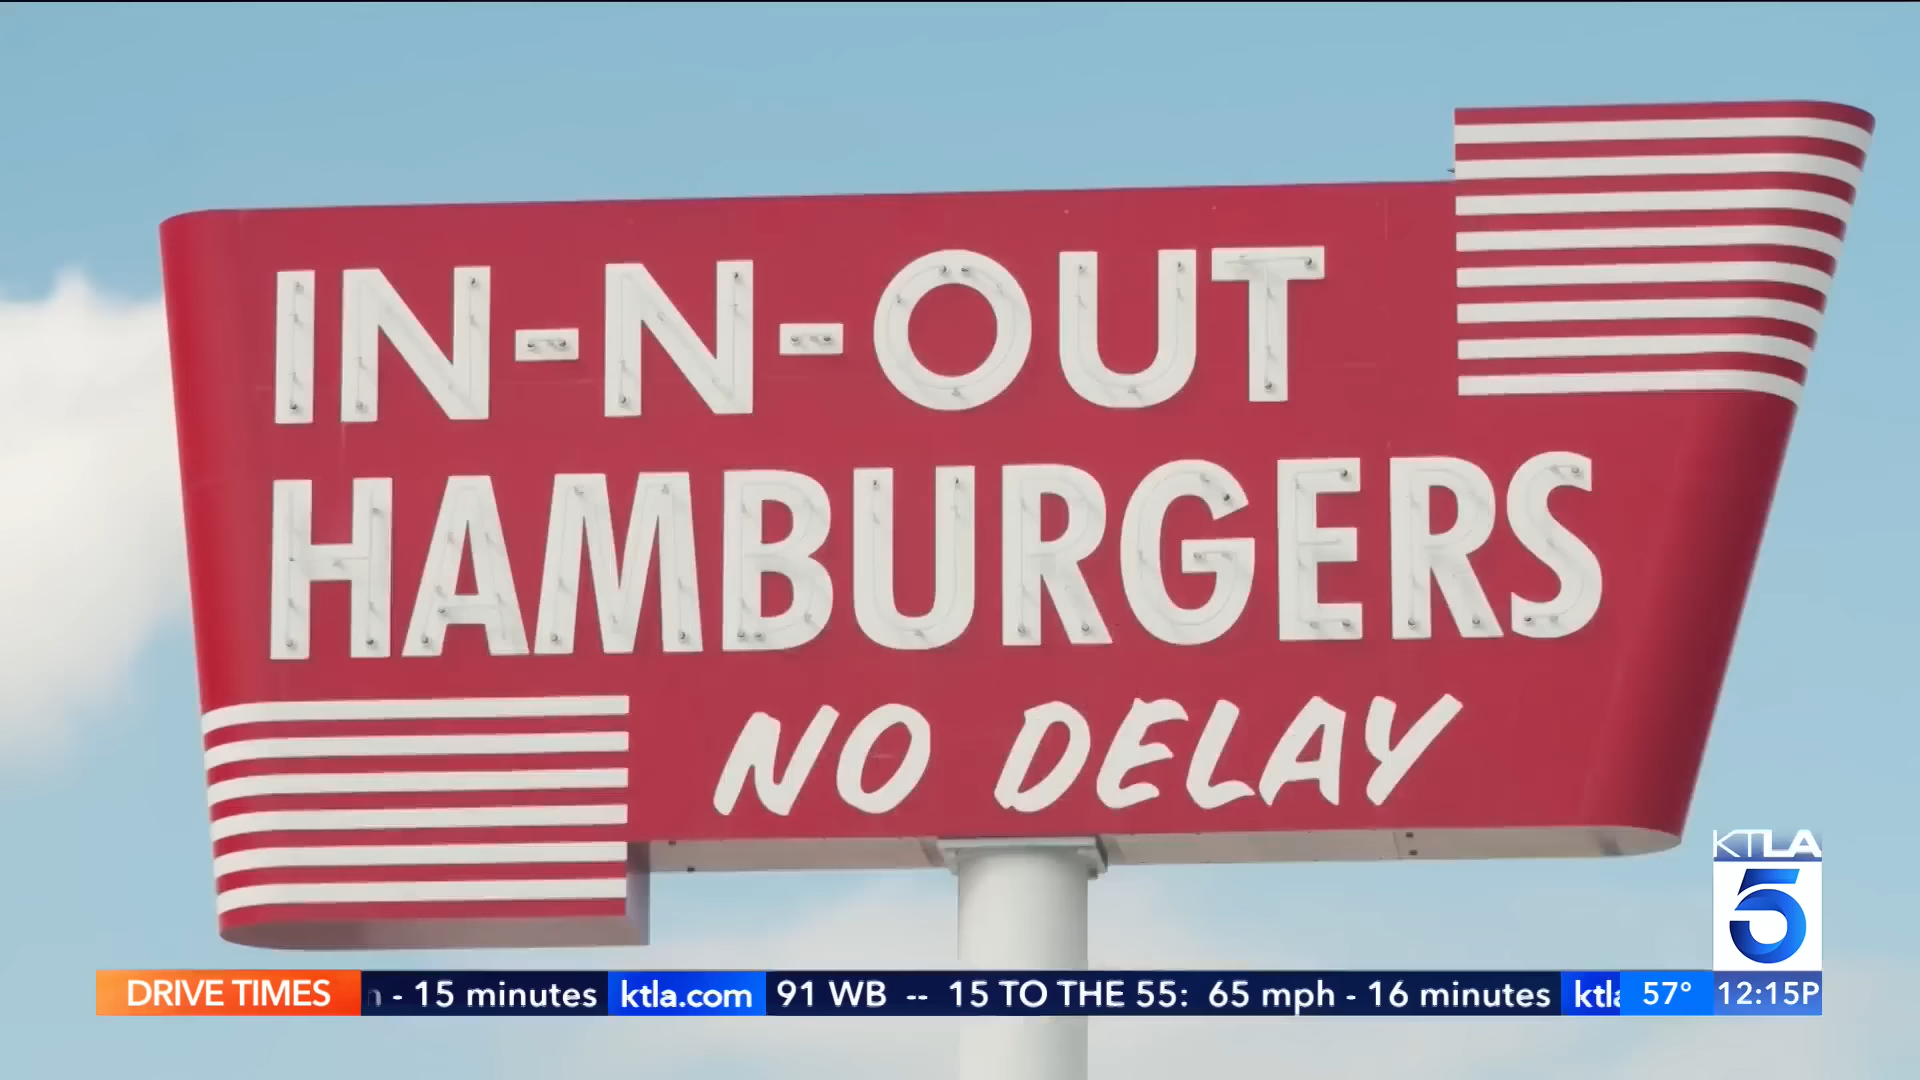 IN-N-OUT
HAMBURGERS
NO DELAY
KTLA
5
DRIVE TIMES
- 15 minutes ktla.com 91 WB -- 15 TO THE 55: 65 mph - 16 minutes
57° 12:15P